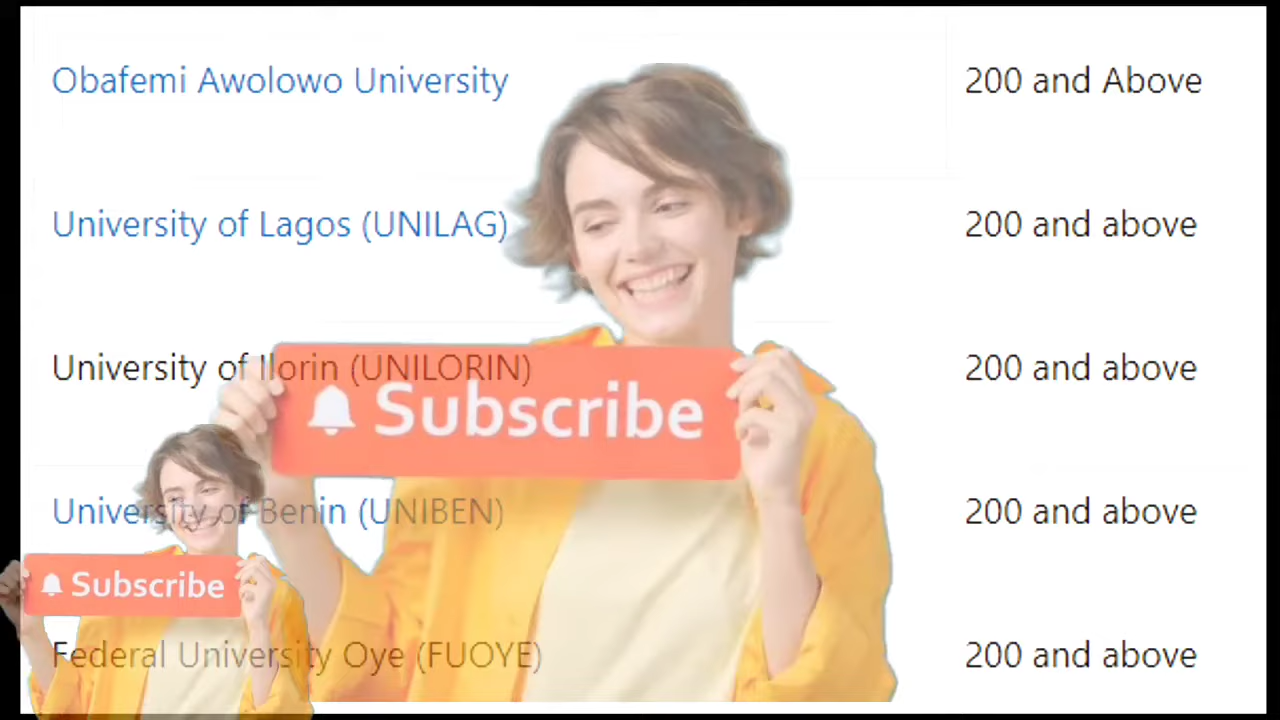 Obafemi Awolowo University 200 and Above
University of Lagos (UNILAG) 200 and above
University of Ilorin (UNILORIN) 200 and above
Subscribe
University of Benin (UNIBEN) 200 and above
Subscribe
Federal University Oye (FUOYE) 200 and above